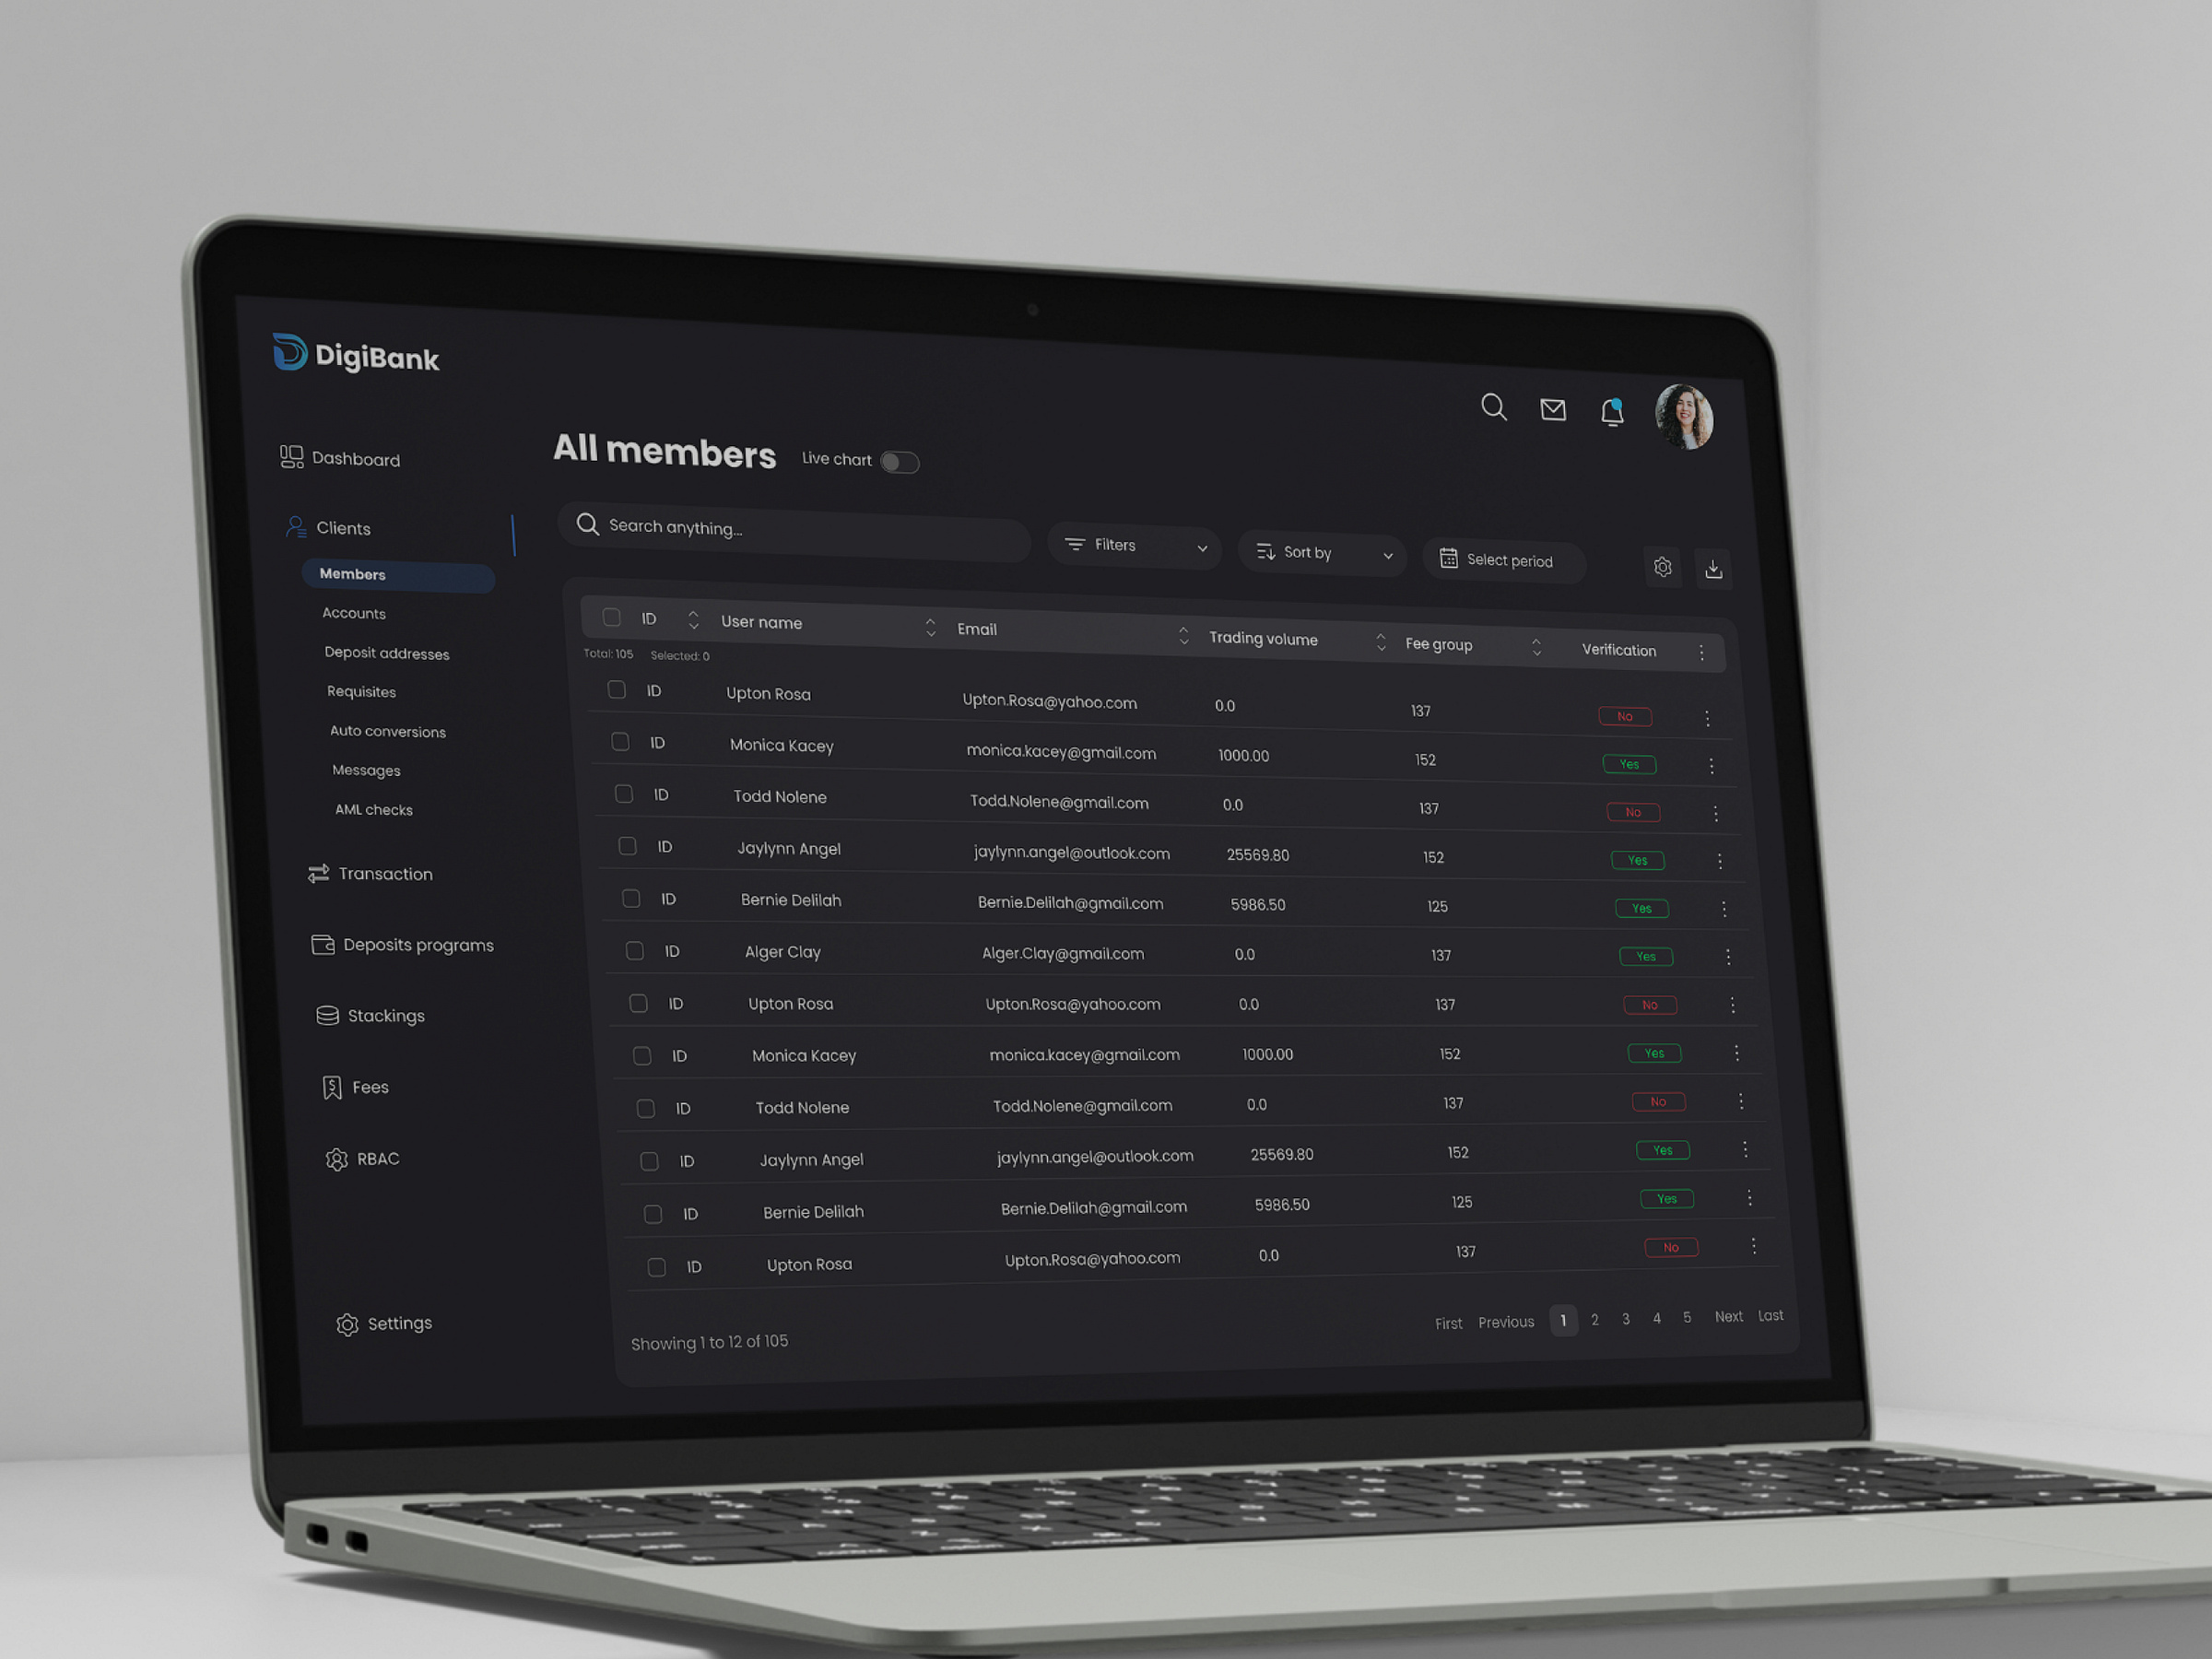 DigiBank
Dashboard
Clients
Members
Accounts
Deposit addresses
Requisites
Auto conversions
Messages
AML checks
Transaction
Deposits programs
Stackings
Fees
RBAC
Settings
All members Live chart
Search anything... Filters Sort by Select period
ID User name Email Trading volume Fee group Verification
Total: 105 Selected: 0
ID Upton Rosa Upton.Rosa@yahoo.com 0.0 137 No
ID Monica Kacey monica.kacey@gmail.com 1000.00 152 Yes
ID Todd Nolene Todd.Nolene@gmail.com 0.0 137 No
ID Jaylynn Angel jaylynn.angel@outlook.com 25569.80 152 Yes
ID Bernie Delilah Bernie.Delilah@gmail.com 5986.50 125 Yes
ID Alger Clay Alger.Clay@gmail.com 0.0 137 Yes
ID Upton Rosa Upton.Rosa@yahoo.com 0.0 137 No
ID Monica Kacey monica.kacey@gmail.com 1000.00 152 Yes
ID Todd Nolene Todd.Nolene@gmail.com 0.0 137 No
ID Jaylynn Angel jaylynn.angel@outlook.com 25569.80 152 Yes
ID Bernie Delilah Bernie.Delilah@gmail.com 5986.50 125 Yes
ID Upton Rosa Upton.Rosa@yahoo.com 0.0 137 No
Showing 1 to 12 of 105
First Previous 1 2 3 4 5 Next Last